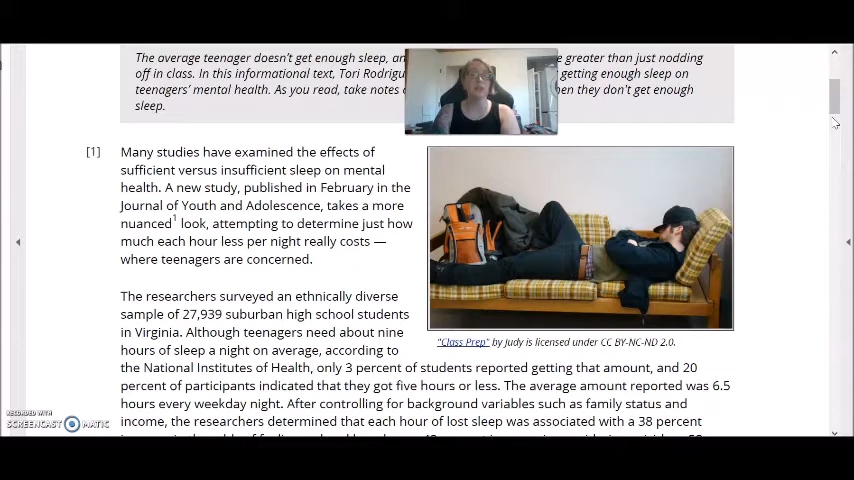 The average teenager doesn't get enough sleep, an
e greater than just nodding
off in class. In this informational text, Tori Rodrigu
getting enough sleep on
teenagers' mental health. As you read, take notes
en they don't get enough
sleep.
[1] Many studies have examined the effects of
sufficient versus insufficient sleep on mental
health. A new study, published in February in the
Journal of Youth and Adolescence, takes a more
nuanced1 look, attempting to determine just how
much each hour less per night really costs —
where teenagers are concerned.
"Class Prep" by Judy is licensed under CC BY-NC-ND 2.0.
The researchers surveyed an ethnically diverse
sample of 27,939 suburban high school students
in Virginia. Although teenagers need about nine
hours of sleep a night on average, according to
the National Institutes of Health, only 3 percent of students reported getting that amount, and 20
percent of participants indicated that they got five hours or less. The average amount reported was 6.5
hours every weekday night. After controlling for background variables such as family status and
income, the researchers determined that each hour of lost sleep was associated with a 38 percent
RECORDED WITH
SCREENCAST MATIC